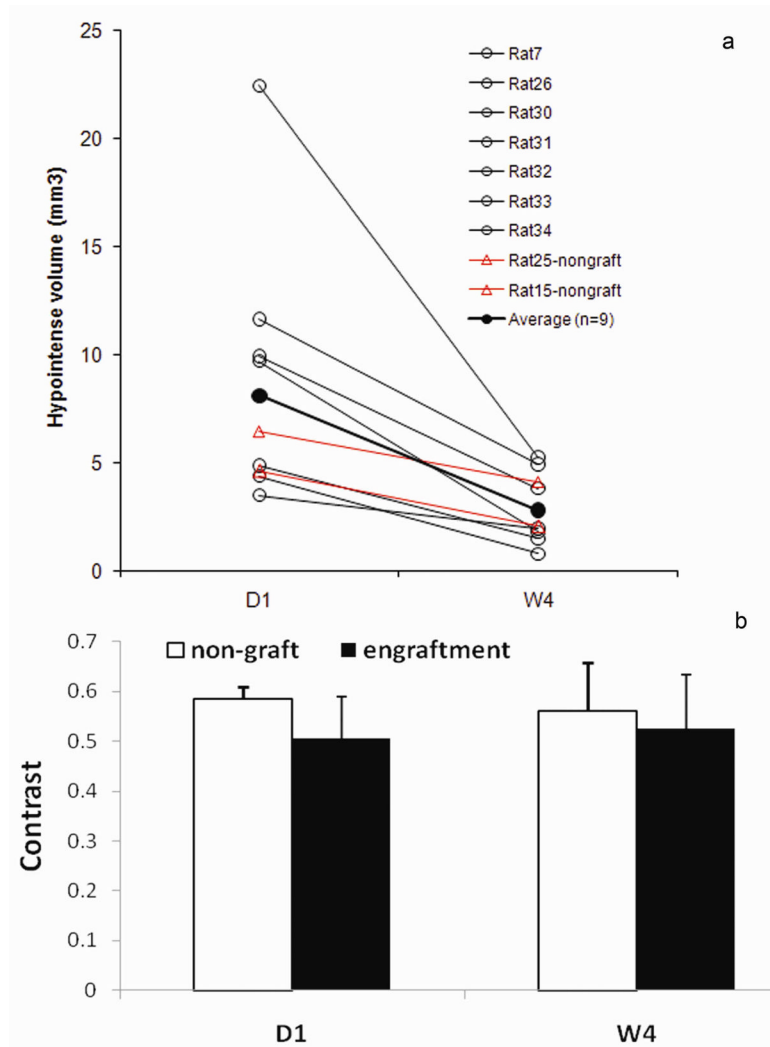 a
25
20
15
10
5
0
Hypointense volume (mm3)
Rat7
Rat26
Rat30
Rat31
Rat32
Rat33
Rat34
Rat25-nongraft
Rat15-nongraft
Average (n=9)
D1 W4
b
0.7
0.6
0.5
0.4
0.3
0.2
0.1
0
Contrast
non-graft engraftment
D1 W4